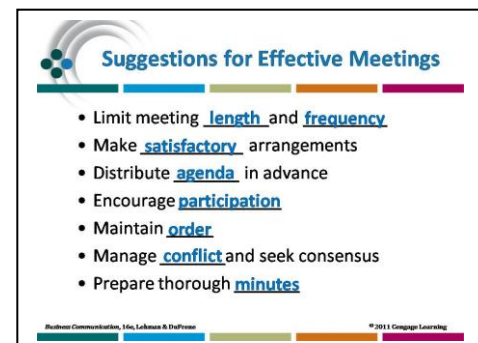 Suggestions for Effective Meetings
• Limit meeting length and frequency
• Make satisfactory arrangements
• Distribute agenda in advance
• Encourage participation
• Maintain order
• Manage conflict and seek consensus
• Prepare thorough minutes
Business Communication, 16e, Lehman & DuFrene ©2011 Cengage Learning